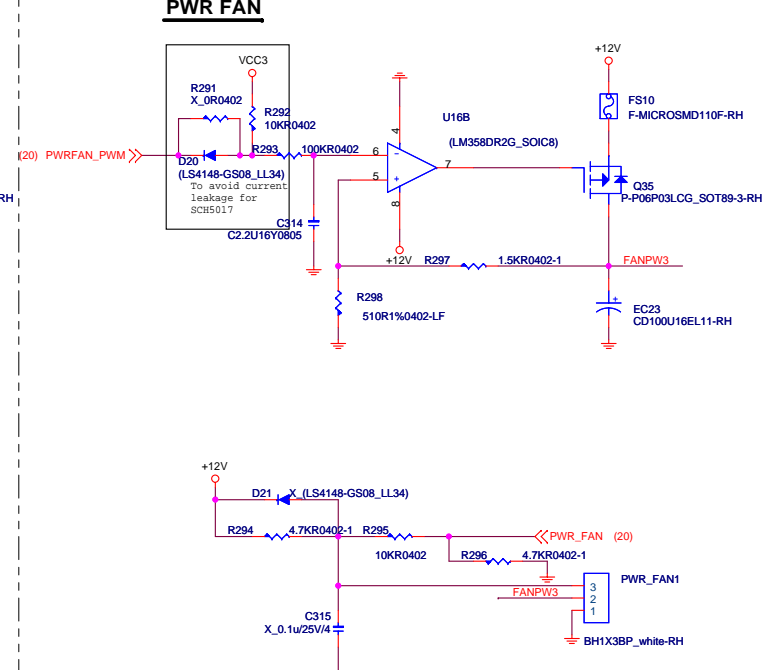 PWR FAN
+12V
VCC3
R291
X_0R0402
R292
10KR0402
FS10
F-MICROSMD110F-RH
U16B
(LM358DR2G_SOIC8)
4
(20) PWRFAN_PWM
R293
100KR0402
6
5
7
8
D20
(LS4148-GS08_LL34)
To avoid current
leakage for
SCH5017
Q35
P-P06P03LCG_SOT89-3-RH
RH
C314
C2.2U16Y0805
+12V
R297
1.5KR0402-1
FANPW3
R298
510R1%0402-LF
EC23
CD100U16EL11-RH
+12V
D21
X_(LS4148-GS08_LL34)
R294
4.7KR0402-1
R295
10KR0402
PWR_FAN (20)
R296
4.7KR0402-1
PWR_FAN1
FANPW3
3
2
1
BH1X3BP_white-RH
C315
X_0.1u/25V/4